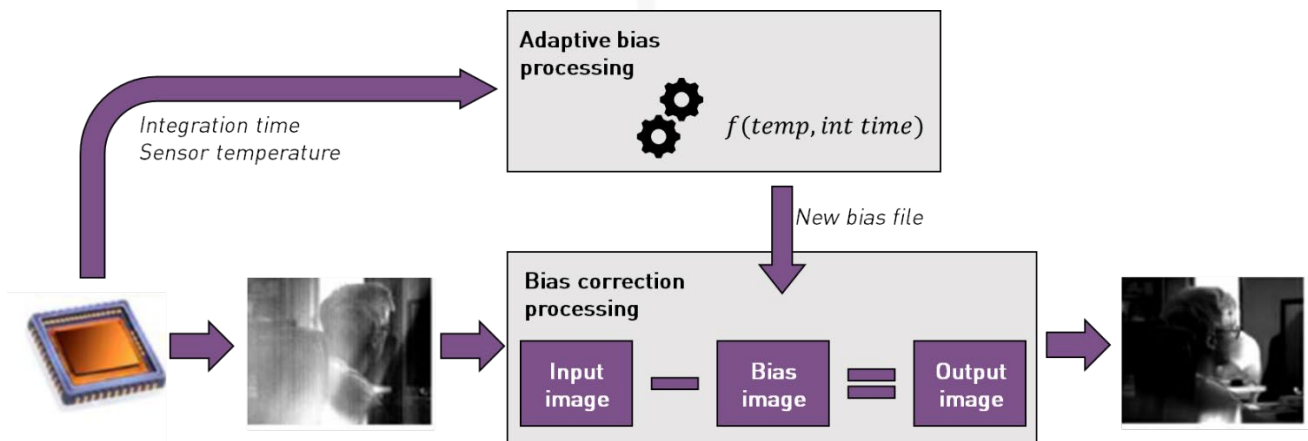 Adaptive bias
processing
f(temp, int time)
Integration time
Sensor temperature
New bias file
Bias correction
processing
Input
image
Bias
image
Output
image